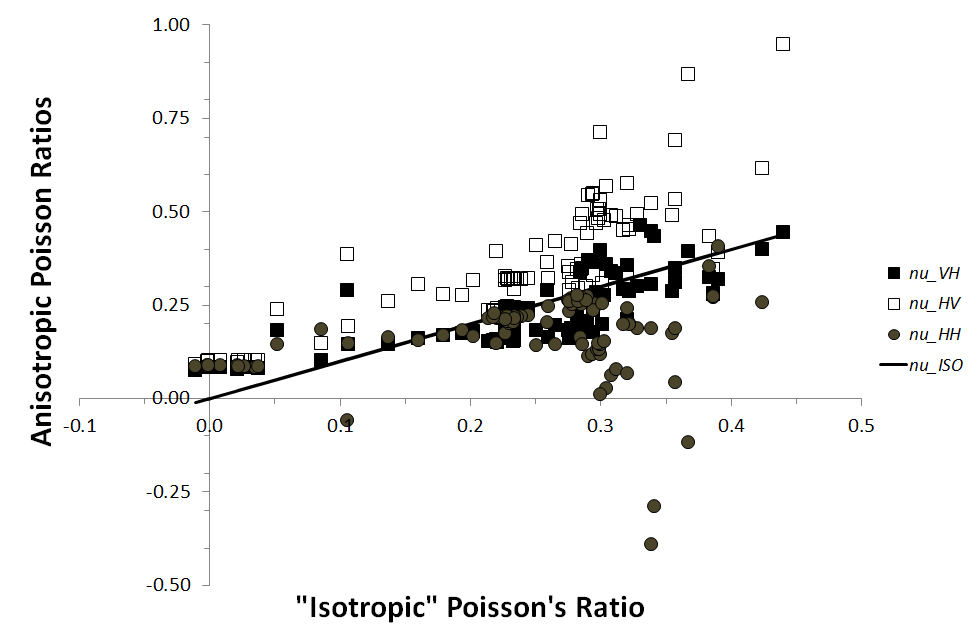 1.00
0.75
0.50
0.25
0.00
-0.25
-0.50
-0.1
0.0
0.1
0.2
0.3
0.4
0.5
Anisotropic Poisson Ratios
"Isotropic" Poisson's Ratio
nu_VH
nu_HV
nu_HH
nu_ISO